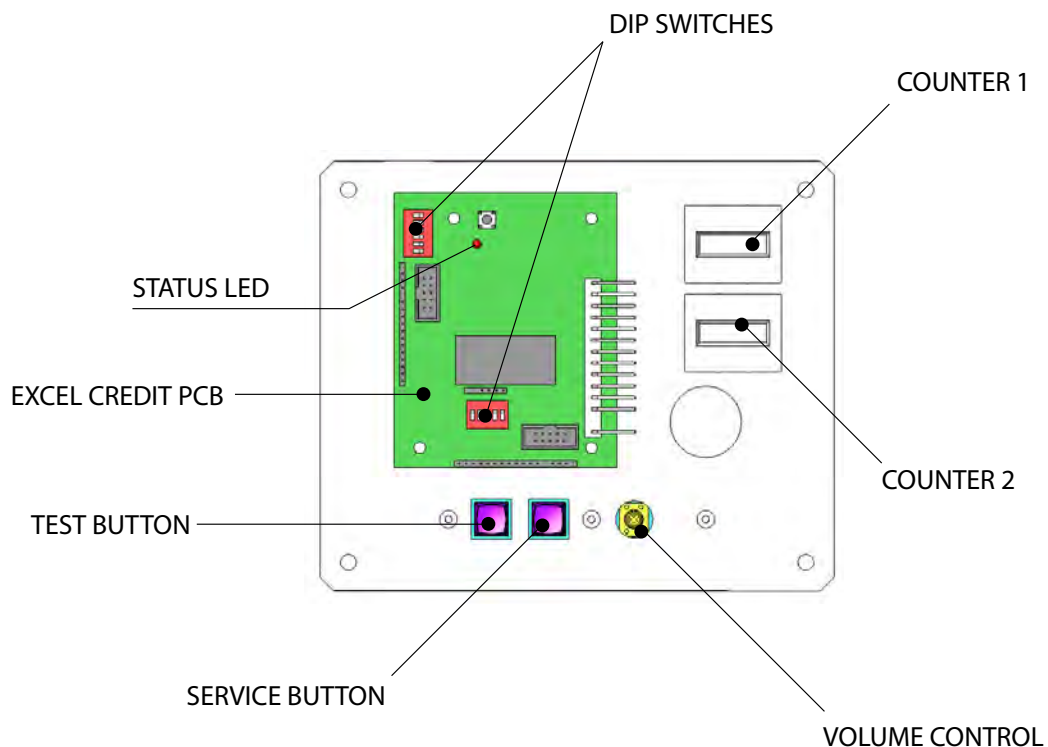 DIP SWITCHES
COUNTER 1
STATUS LED
EXCEL CREDIT PCB
COUNTER 2
TEST BUTTON
SERVICE BUTTON
VOLUME CONTROL